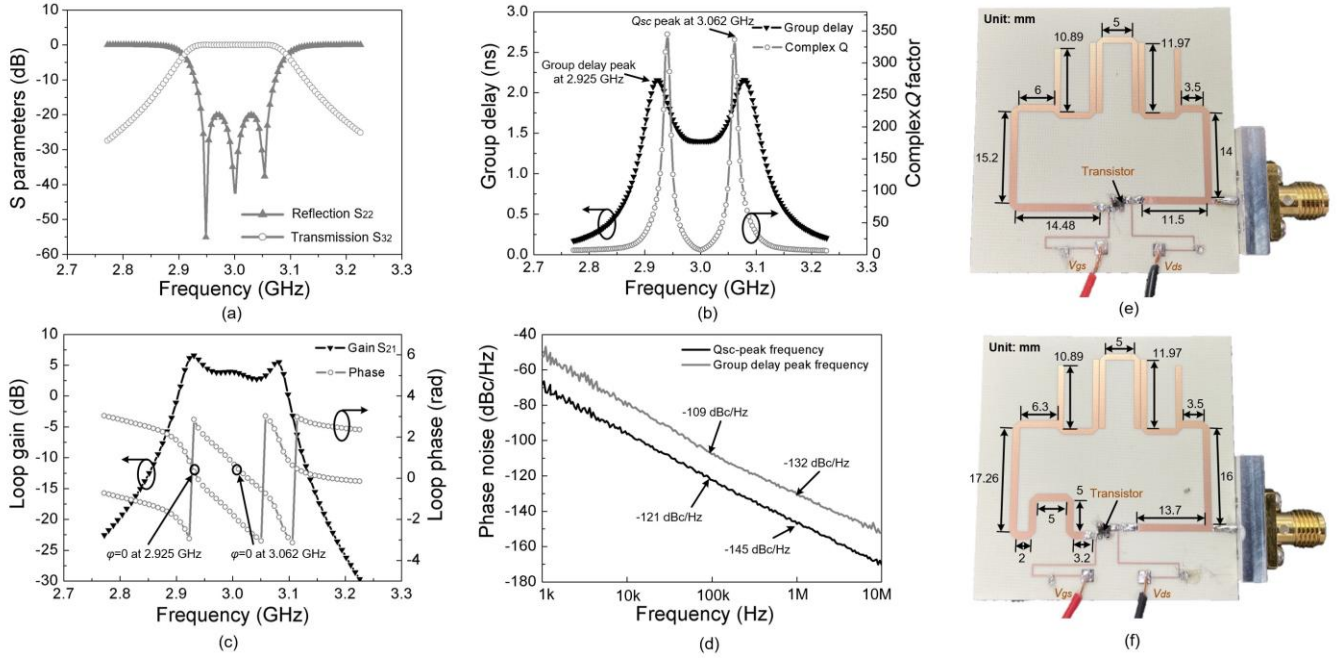 10
0
-10
-20
-30
-40
-50
-60
S parameters (dB)
Reflection S22
Transmission S32
2.7 2.8 2.9 3.0 3.1 3.2 3.3
Frequency (GHz)
(a)
3.0
2.5
2.0
1.5
1.0
0.5
0.0
Group delay (ns)
Qsc peak at 3.062 GHz
Group delay
Complex Q
Group delay peak
at 2.925 GHz
350
300
250
200
150
100
50
0
Complex Q factor
2.7 2.8 2.9 3.0 3.1 3.2 3.3
Frequency (GHz)
(b)
Unit: mm
5
10.89
11.97
6
3.5
15.2
14
Transistor
14.48
11.5
Vgs
Vds
(e)
10
5
0
-5
-10
-15
-20
-25
-30
Loop gain (dB)
Gain S21
Phase
6
4
2
0
-2
-4
Loop phase (rad)
φ=0 at 2.925 GHz
φ=0 at 3.062 GHz
2.7 2.8 2.9 3.0 3.1 3.2 3.3
Frequency (GHz)
(c)
-40
-60
-80
-100
-120
-140
-160
-180
Phase noise (dBc/Hz)
Qsc-peak frequency
Group delay peak frequency
-109 dBc/Hz
-132 dBc/Hz
-121 dBc/Hz
-145 dBc/Hz
1k 10k 100k 1M 10M
Frequency (Hz)
(d)
Unit: mm
5
10.89
11.97
6.3
3.5
17.26
16
5
5
Transistor
13.7
2
3.2
Vgs
Vds
(f)